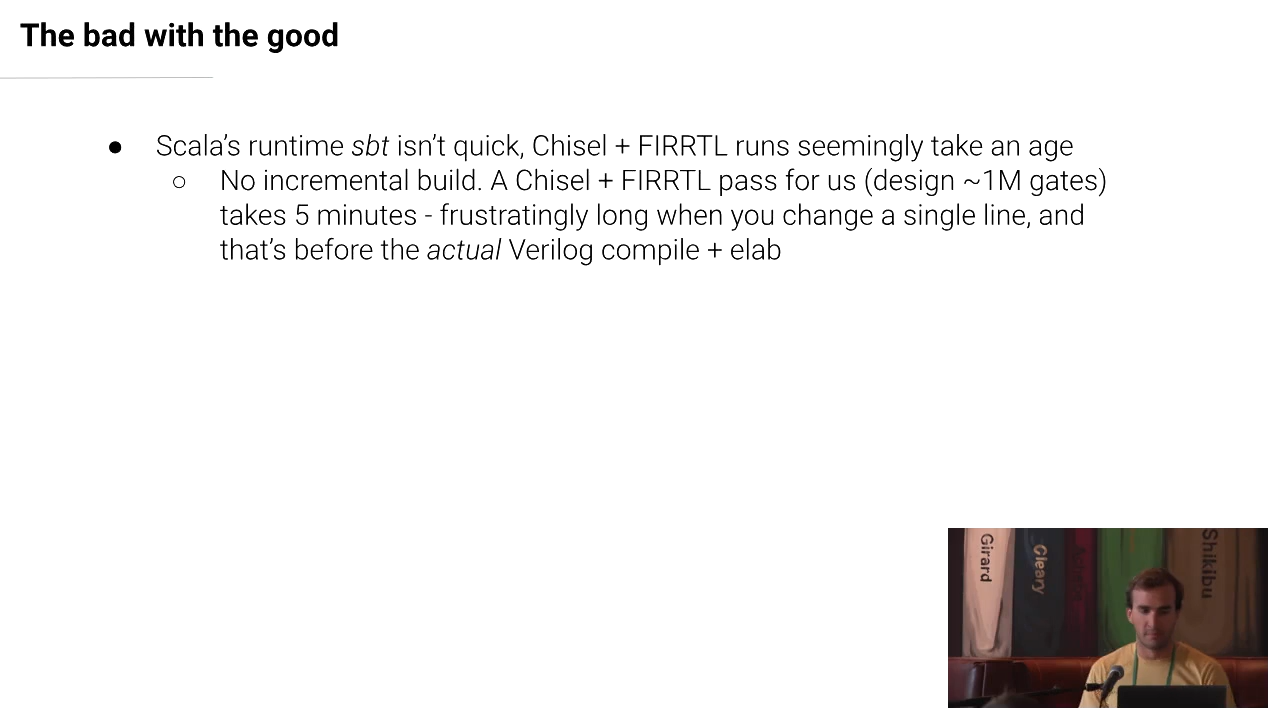 The bad with the good
● Scala's runtime sbt isn't quick, Chisel + FIRRTL runs seemingly take an age
○ No incremental build. A Chisel + FIRRTL pass for us (design ~1M gates)
takes 5 minutes - frustratingly long when you change a single line, and
that's before the actual Verilog compile + elab
Girard
Cleary
Shikibu